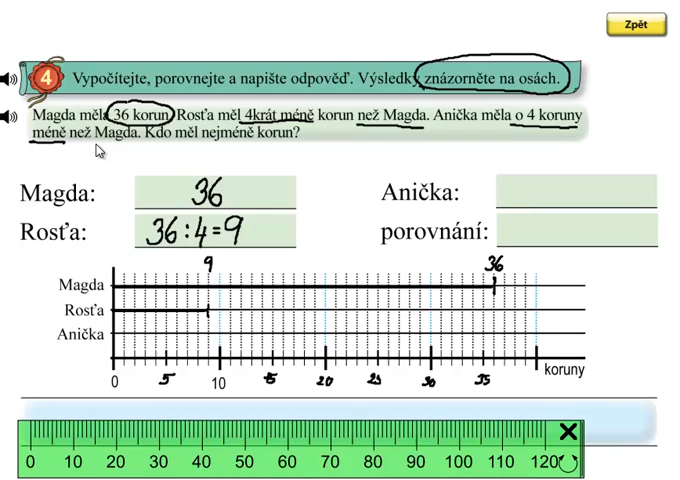 Zpět
4 Vypočítejte, porovnejte a napište odpověď. Výsledky znázorněte na osách.
Magda měla 36 korun. Rosťa měl 4krát méně korun než Magda. Anička měla o 4 koruny
méně než Magda. Kdo měl nejméně korun?
Magda: 36 Anička:
Rosťa: 36:4=9 porovnání:
9 36
Magda
Rosťa
Anička
koruny
0 5 10 15 20 25 30 35
0 10 20 30 40 50 60 70 80 90 100 110 120